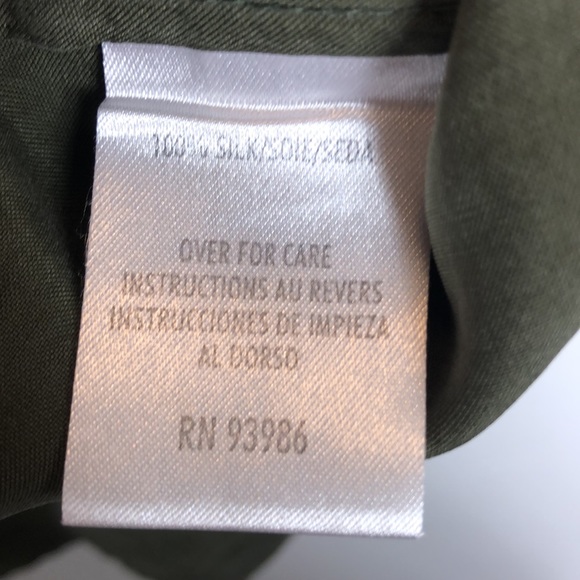 100% SILK/SOIE/SEDA
OVER FOR CARE
INSTRUCTIONS AU REVERS
INSTRUCCIONES DE IMPIEZA
AL DORSO
RN 93986